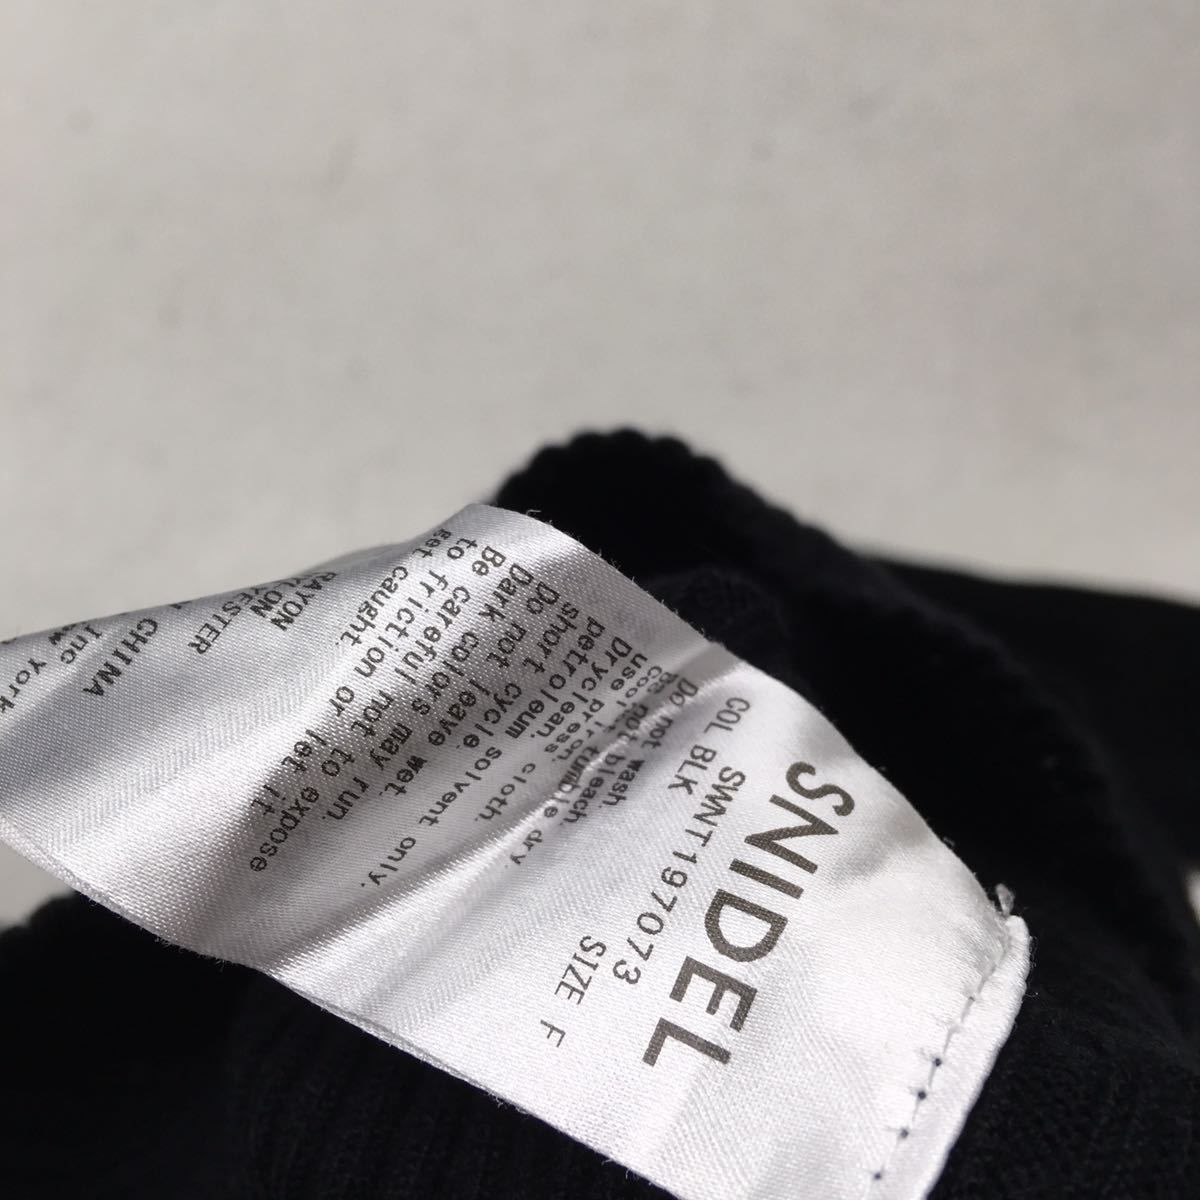 SNIDEL
SWNT197073
COL BLK SIZE F
Do not wash.
Do not bleach.
Do not tumble dry
cool iron.
use press cloth.
Dryclean.
petroleum solvent only.
short cycle.
Do not leave wet.
Dark colors may run.
Be careful not to expose
to friction or let it
get caught.
RAYON
NYLON
CHINA
Inc
York